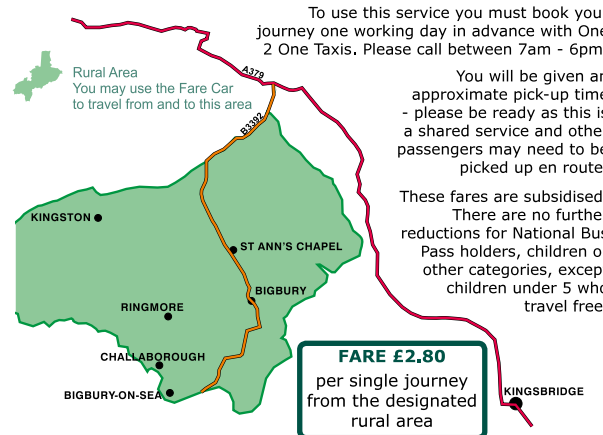 To use this service you must book you
journey one working day in advance with One
2 One Taxis. Please call between 7am - 6pm
A379
Rural Area
You may use the Fare Car
to travel from and to this area
You will be given an
approximate pick-up time
- please be ready as this is
a shared service and othe
passengers may need to be
picked up en route
B3392
These fares are subsidised
There are no furthe
reductions for National Bus
Pass holders, children o
other categories, excep
children under 5 who
travel free
KINGSTON
ST ANN'S CHAPEL
BIGBURY
RINGMORE
CHALLABOROUGH
BIGBURY-ON-SEA
FARE £2.80
per single journey
from the designated
rural area
KINGSBRIDGE